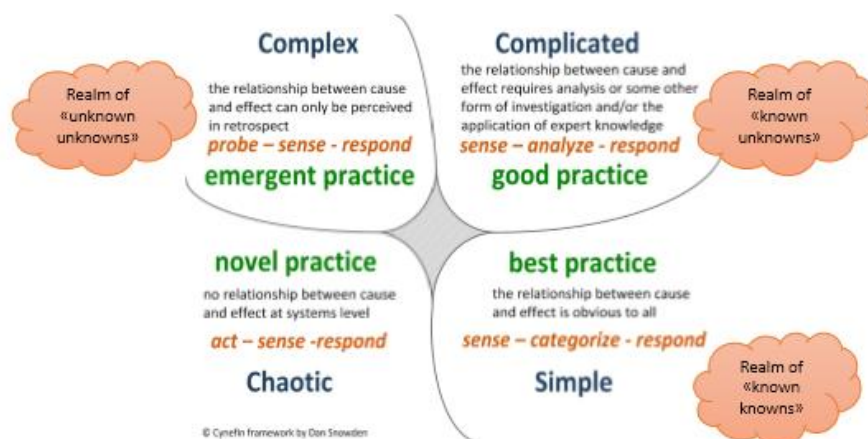 Complex
the relationship between cause
and effect can only be perceived
in retrospect
probe – sense - respond
emergent practice
Complicated
the relationship between cause and
effect requires analysis or some other
form of investigation and/or the
application of expert knowledge
sense – analyze - respond
good practice
Realm of
«unknown
unknowns»
Realm of
«known
unknowns»
novel practice
no relationship between cause
and effect at systems level
act – sense -respond
Chaotic
best practice
the relationship between cause
and effect is obvious to all
sense – categorize - respond
Simple
Realm of
«known
knowns»
© Cynefin framework by Dan Snowden